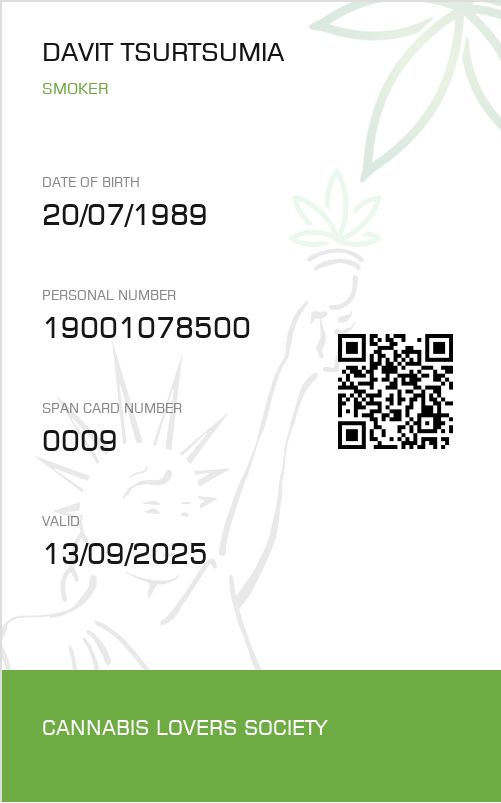 DAVIT TSURTSUMIA
SMOKER
DATE OF BIRTH
20/07/1989
PERSONAL NUMBER
19001078500
SPAN CARD NUMBER
0009
VALID
13/09/2025
CANNABIS LOVERS SOCIETY